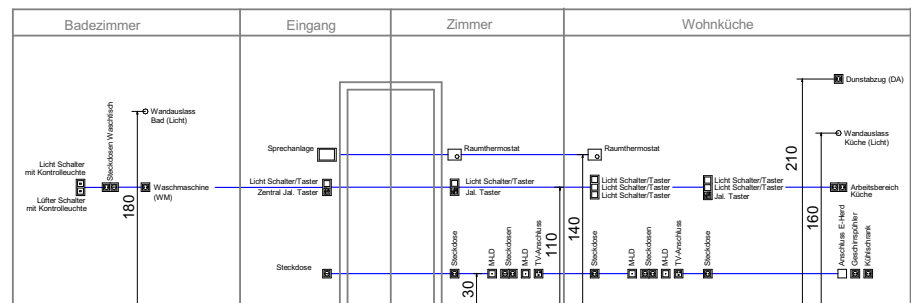 Badezimmer
Eingang
Zimmer
Wohnküche
Dunstabzug (DA)
Steckdosen Waschtisch
Wandauslass
Bad (Licht)
Wandauslass
Küche (Licht)
Sprechanlage
Raumthermostat
Raumthermostat
210
Licht Schalter
mit Kontrolleuchte
Lüfter Schalter
mit Kontrolleuchte
180
Waschmaschine
(WM)
Licht Schalter/Taster
Zentral Jal. Taster
Licht Schalter/Taster
Jal. Taster
Licht Schalter/Taster
Licht Schalter/Taster
Licht Schalter/Taster
Licht Schalter/Taster
Licht Schalter/Taster
Jal. Taster
Arbeitsbereich
Küche
160
140
110
Steckdose
Steckdose
M-LD
Steckdosen
M-LD
TV-Anschluss
Steckdose
M-LD
Steckdosen
M-LD
TV-Anschluss
Steckdose
Anschluss E-Herd
Geschirrspühler
Kühlschrank
30